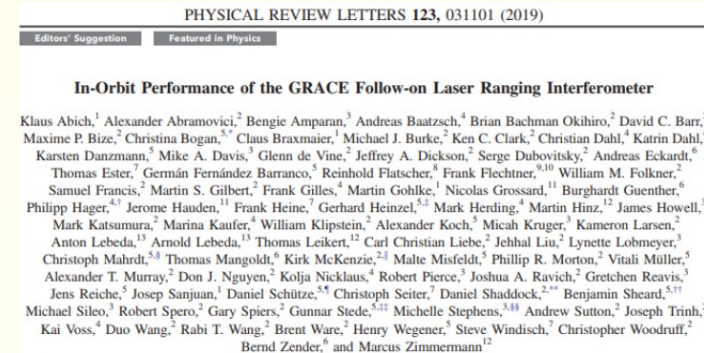 PHYSICAL REVIEW LETTERS 123, 031101 (2019)
Editors' Suggestion Featured in Physics
In-Orbit Performance of the GRACE Follow-on Laser Ranging Interferometer
Klaus Abich,¹ Alexander Abramovici,² Bengie Amparan,³ Andreas Baatzsch,⁴ Brian Bachman Okihiro,² David C. Barr,²
Maxime P. Bize,² Christina Bogan,⁵,* Claus Braxmaier,¹ Michael J. Burke,² Ken C. Clark,² Christian Dahl,⁴ Katrin Dahl,
Karsten Danzmann,⁵ Mike A. Davis,³ Glenn de Vine,² Jeffrey A. Dickson,² Serge Dubovitsky,² Andreas Eckardt,⁶
Thomas Ester,⁷ Germán Fernández Barranco,⁵ Reinhold Flatscher,⁸ Frank Flechtner,⁹,¹⁰ William M. Folkner,²
Samuel Francis,² Martin S. Gilbert,² Frank Gilles,⁴ Martin Gohlke,¹ Nicolas Grossard,¹¹ Burghardt Guenther,⁶
Philipp Hager,⁴,† Jerome Hauden,¹¹ Frank Heine,⁷ Gerhard Heinzel,⁵,‡ Mark Herding,⁴ Martin Hinz,¹² James Howell,³
Mark Katsumura,² Marina Kaufer,⁴ William Klipstein,² Alexander Koch,⁵ Micah Kruger,³ Kameron Larsen,²
Anton Lebeda,¹³ Arnold Lebeda,¹³ Thomas Leikert,¹² Carl Christian Liebe,² Jehhal Liu,² Lynette Lobmeyer,³
Christoph Mahrdt,⁵,§ Thomas Mangoldt,⁶ Kirk McKenzie,²,∥ Malte Misfeldt,⁵ Phillip R. Morton,² Vitali Müller,⁵
Alexander T. Murray,² Don J. Nguyen,² Kolja Nicklaus,⁴ Robert Pierce,³ Joshua A. Ravich,² Gretchen Reavis,³
Jens Reiche,⁵ Josep Sanjuan,¹ Daniel Schütze,⁵,¶ Christoph Seiter,⁷ Daniel Shaddock,²,** Benjamin Sheard,⁵,††
Michael Sileo,³ Robert Spero,² Gary Spiers,² Gunnar Stede,⁵,‡‡ Michelle Stephens,³,§§ Andrew Sutton,² Joseph Trinh,²
Kai Voss,⁴ Duo Wang,² Rabi T. Wang,² Brent Ware,² Henry Wegener,⁵ Steve Windisch,⁷ Christopher Woodruff,²
Bernd Zender,⁶ and Marcus Zimmermann¹²